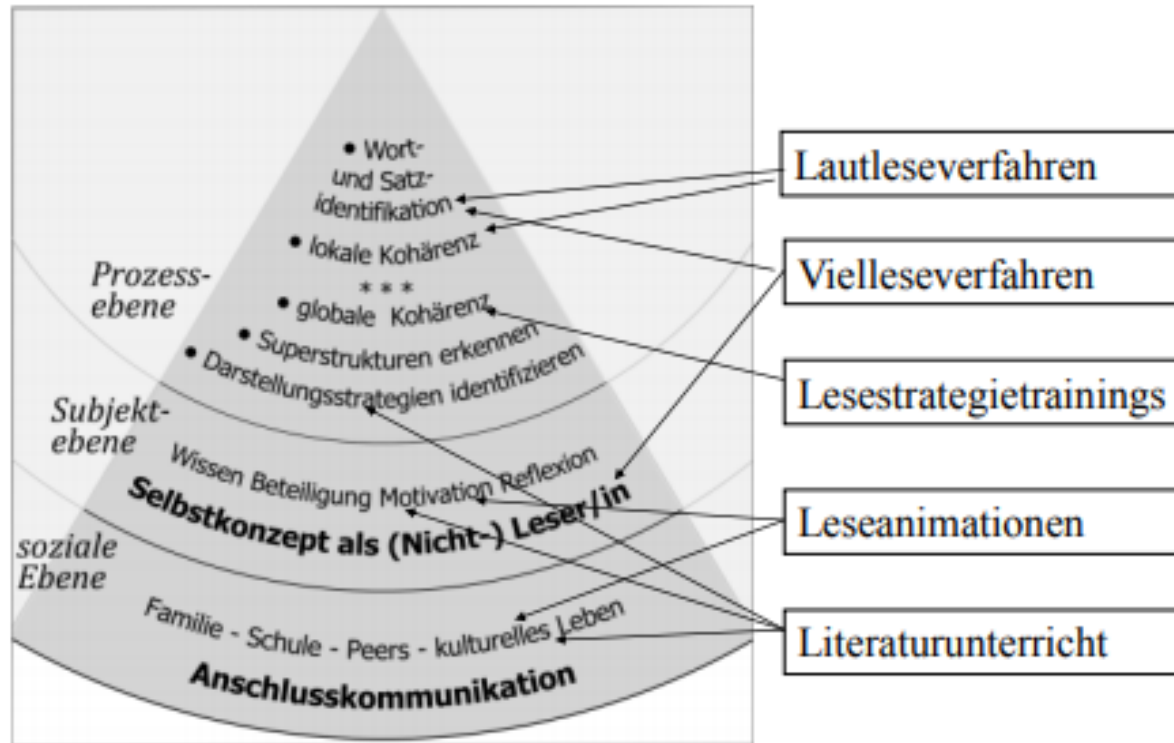 • Wort-
und Satz-
identifikation
• lokale Kohärenz
* * *
• globale Kohärenz
• Superstrukturen erkennen
• Darstellungsstrategien identifizieren
Prozess-
ebene
Wissen Beteiligung Motivation Reflexion
Selbstkonzept als (Nicht-) Leser/in
Subjekt-
ebene
Familie - Schule - Peers - kulturelles Leben
Anschlusskommunikation
soziale
Ebene
Lautleseverfahren
Vielleseverfahren
Lesestrategietrainings
Leseanimationen
Literaturunterricht